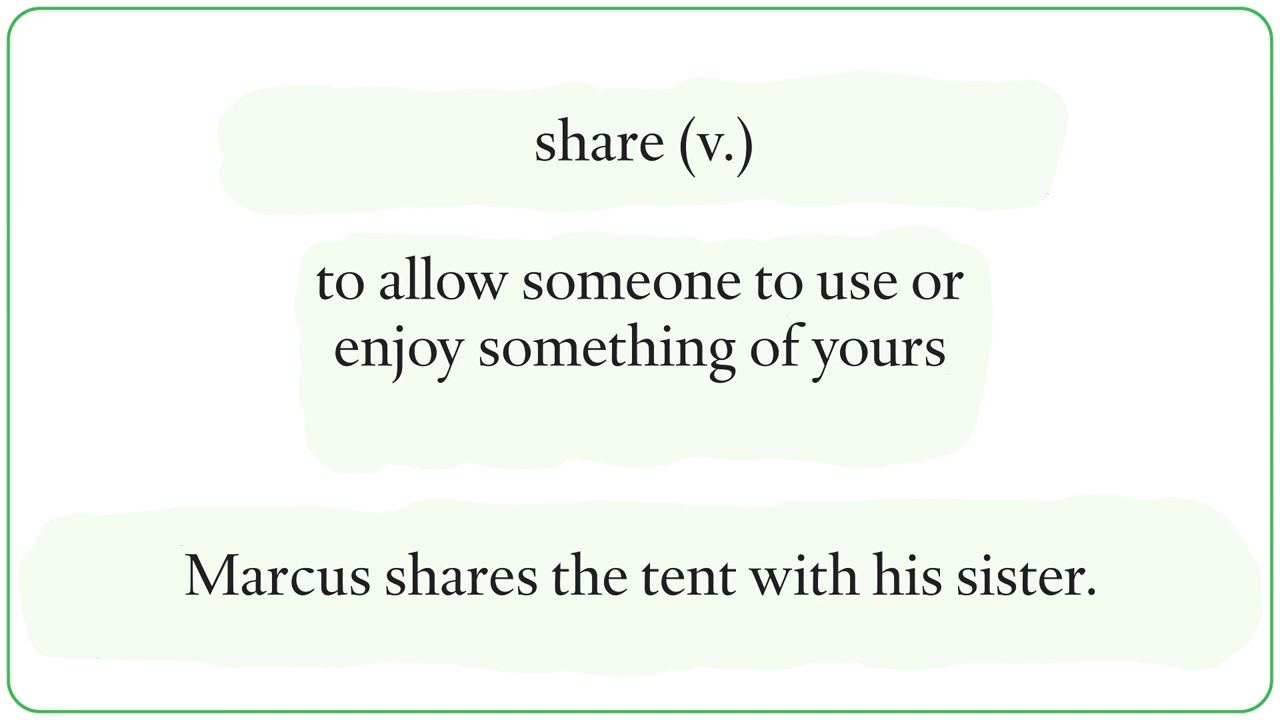 share (v.)
to allow someone to use or
enjoy something of yours
Marcus shares the tent with his sister.